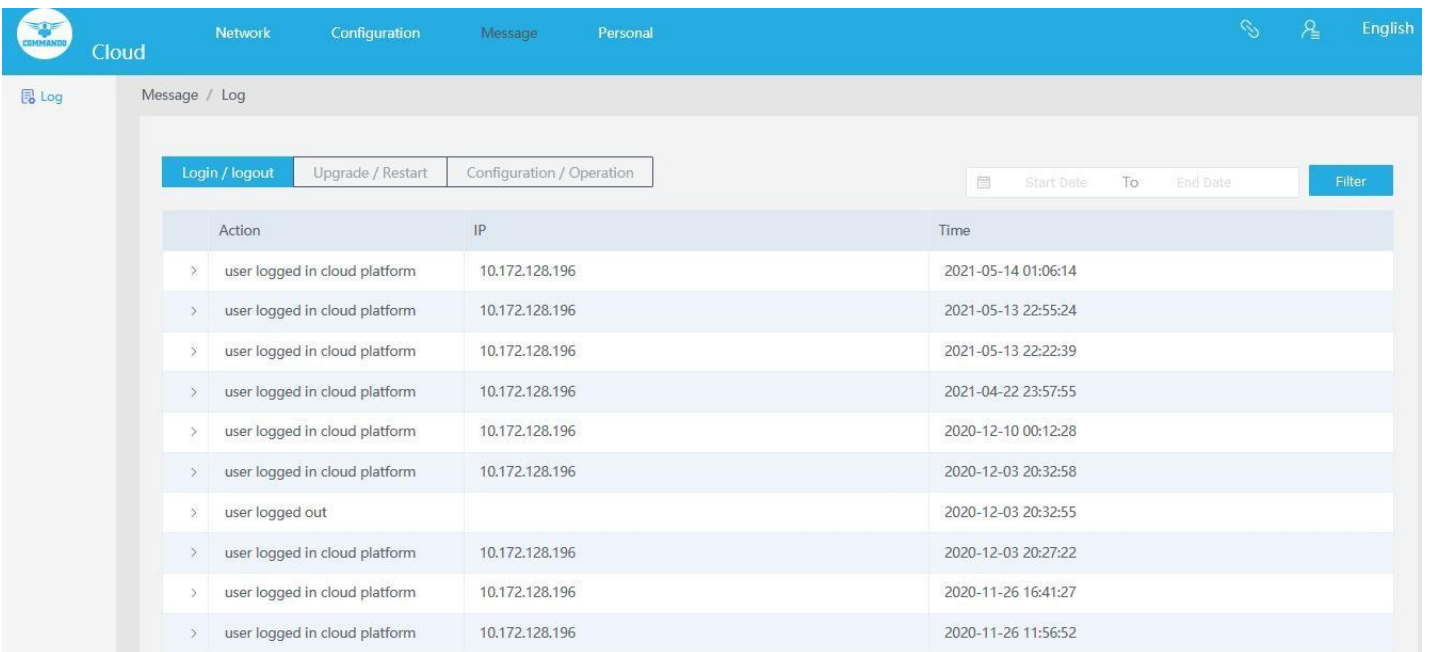 COMMANDO
Cloud
Network Configuration Message Personal English
Log
Message / Log
Login / logout Upgrade / Restart Configuration / Operation
Start Date To End Date Filter
Action IP Time
user logged in cloud platform 10.172.128.196 2021-05-14 01:06:14
user logged in cloud platform 10.172.128.196 2021-05-13 22:55:24
user logged in cloud platform 10.172.128.196 2021-05-13 22:22:39
user logged in cloud platform 10.172.128.196 2021-04-22 23:57:55
user logged in cloud platform 10.172.128.196 2020-12-10 00:12:28
user logged in cloud platform 10.172.128.196 2020-12-03 20:32:58
user logged out 2020-12-03 20:32:55
user logged in cloud platform 10.172.128.196 2020-12-03 20:27:22
user logged in cloud platform 10.172.128.196 2020-11-26 16:41:27
user logged in cloud platform 10.172.128.196 2020-11-26 11:56:52